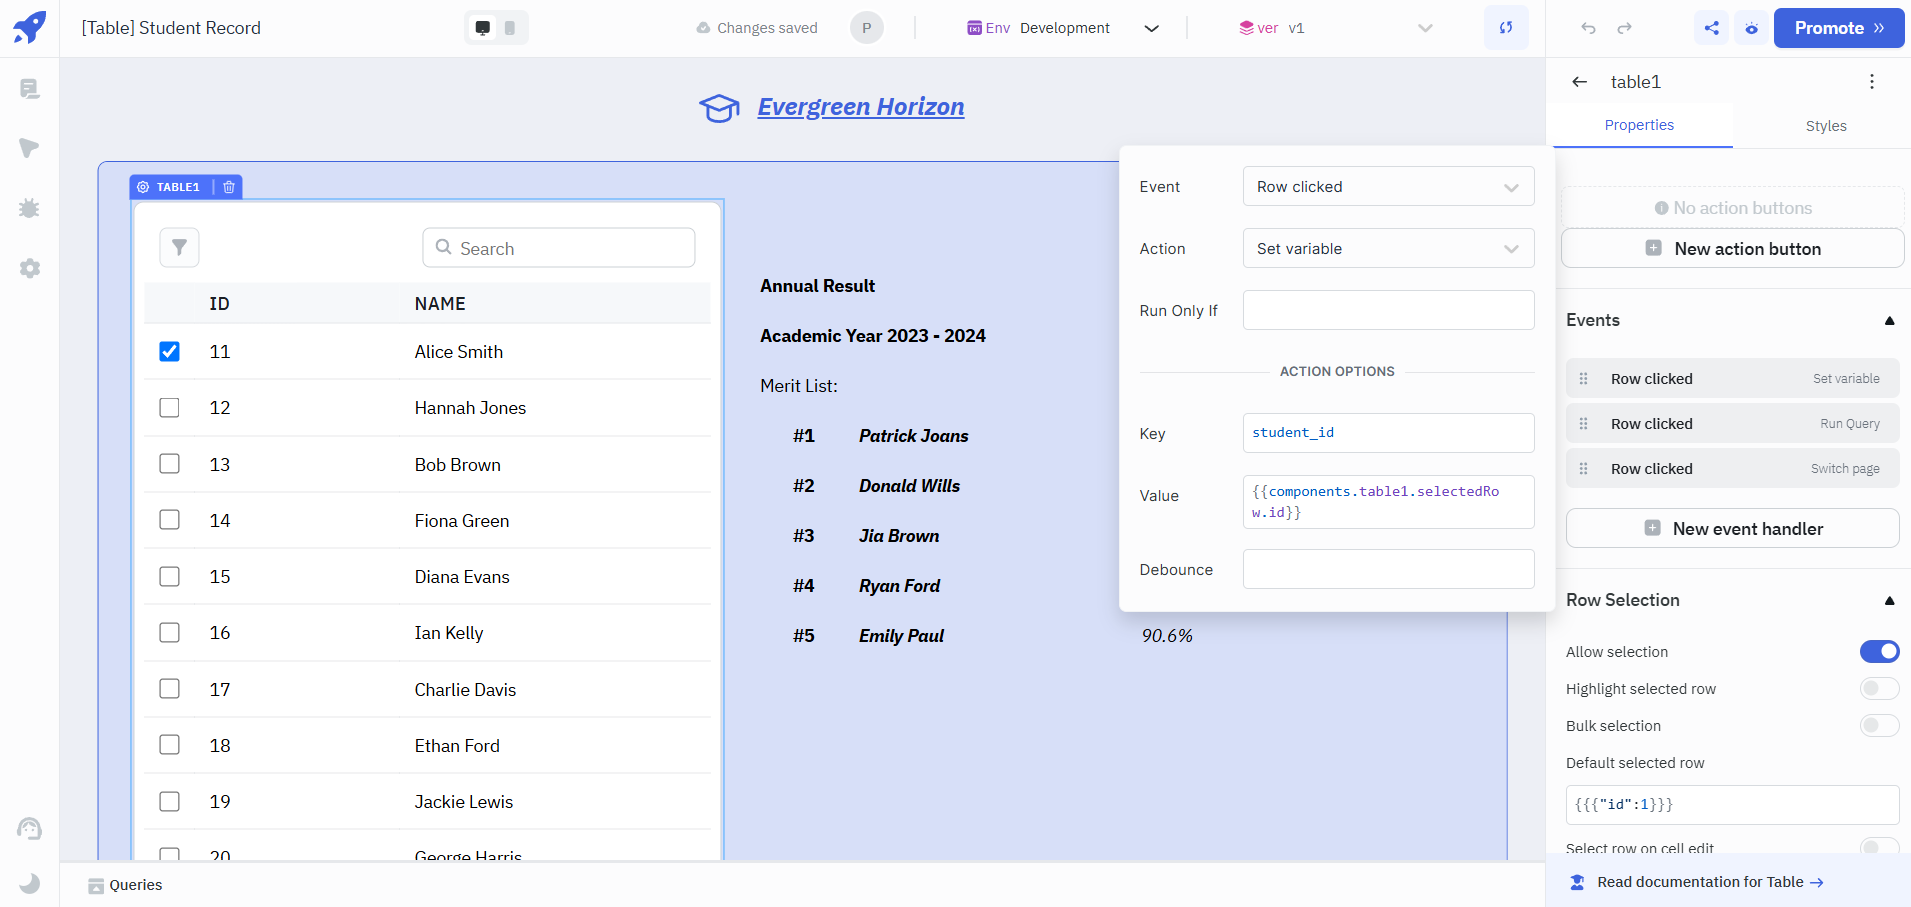 [Table] Student Record
Changes saved
P
Env Development
ver v1
Promote
Evergreen Horizon
TABLE1
Search
ID NAME
11 Alice Smith
12 Hannah Jones
13 Bob Brown
14 Fiona Green
15 Diana Evans
16 Ian Kelly
17 Charlie Davis
18 Ethan Ford
19 Jackie Lewis
20 George Harris
Annual Result
Academic Year 2023 - 2024
Merit List:
#1 Patrick Joans
#2 Donald Wills
#3 Jia Brown
#4 Ryan Ford
#5 Emily Paul 90.6%
Event Row clicked
Action Set variable
Run Only If
ACTION OPTIONS
Key student_id
Value {{components.table1.selectedRo
w.id}}
Debounce
table1
Properties Styles
No action buttons
New action button
Events
Row clicked Set variable
Row clicked Run Query
Row clicked Switch page
New event handler
Row Selection
Allow selection
Highlight selected row
Bulk selection
Default selected row
{{{"id":1}}}
Select row on cell edit
Read documentation for Table →
Queries